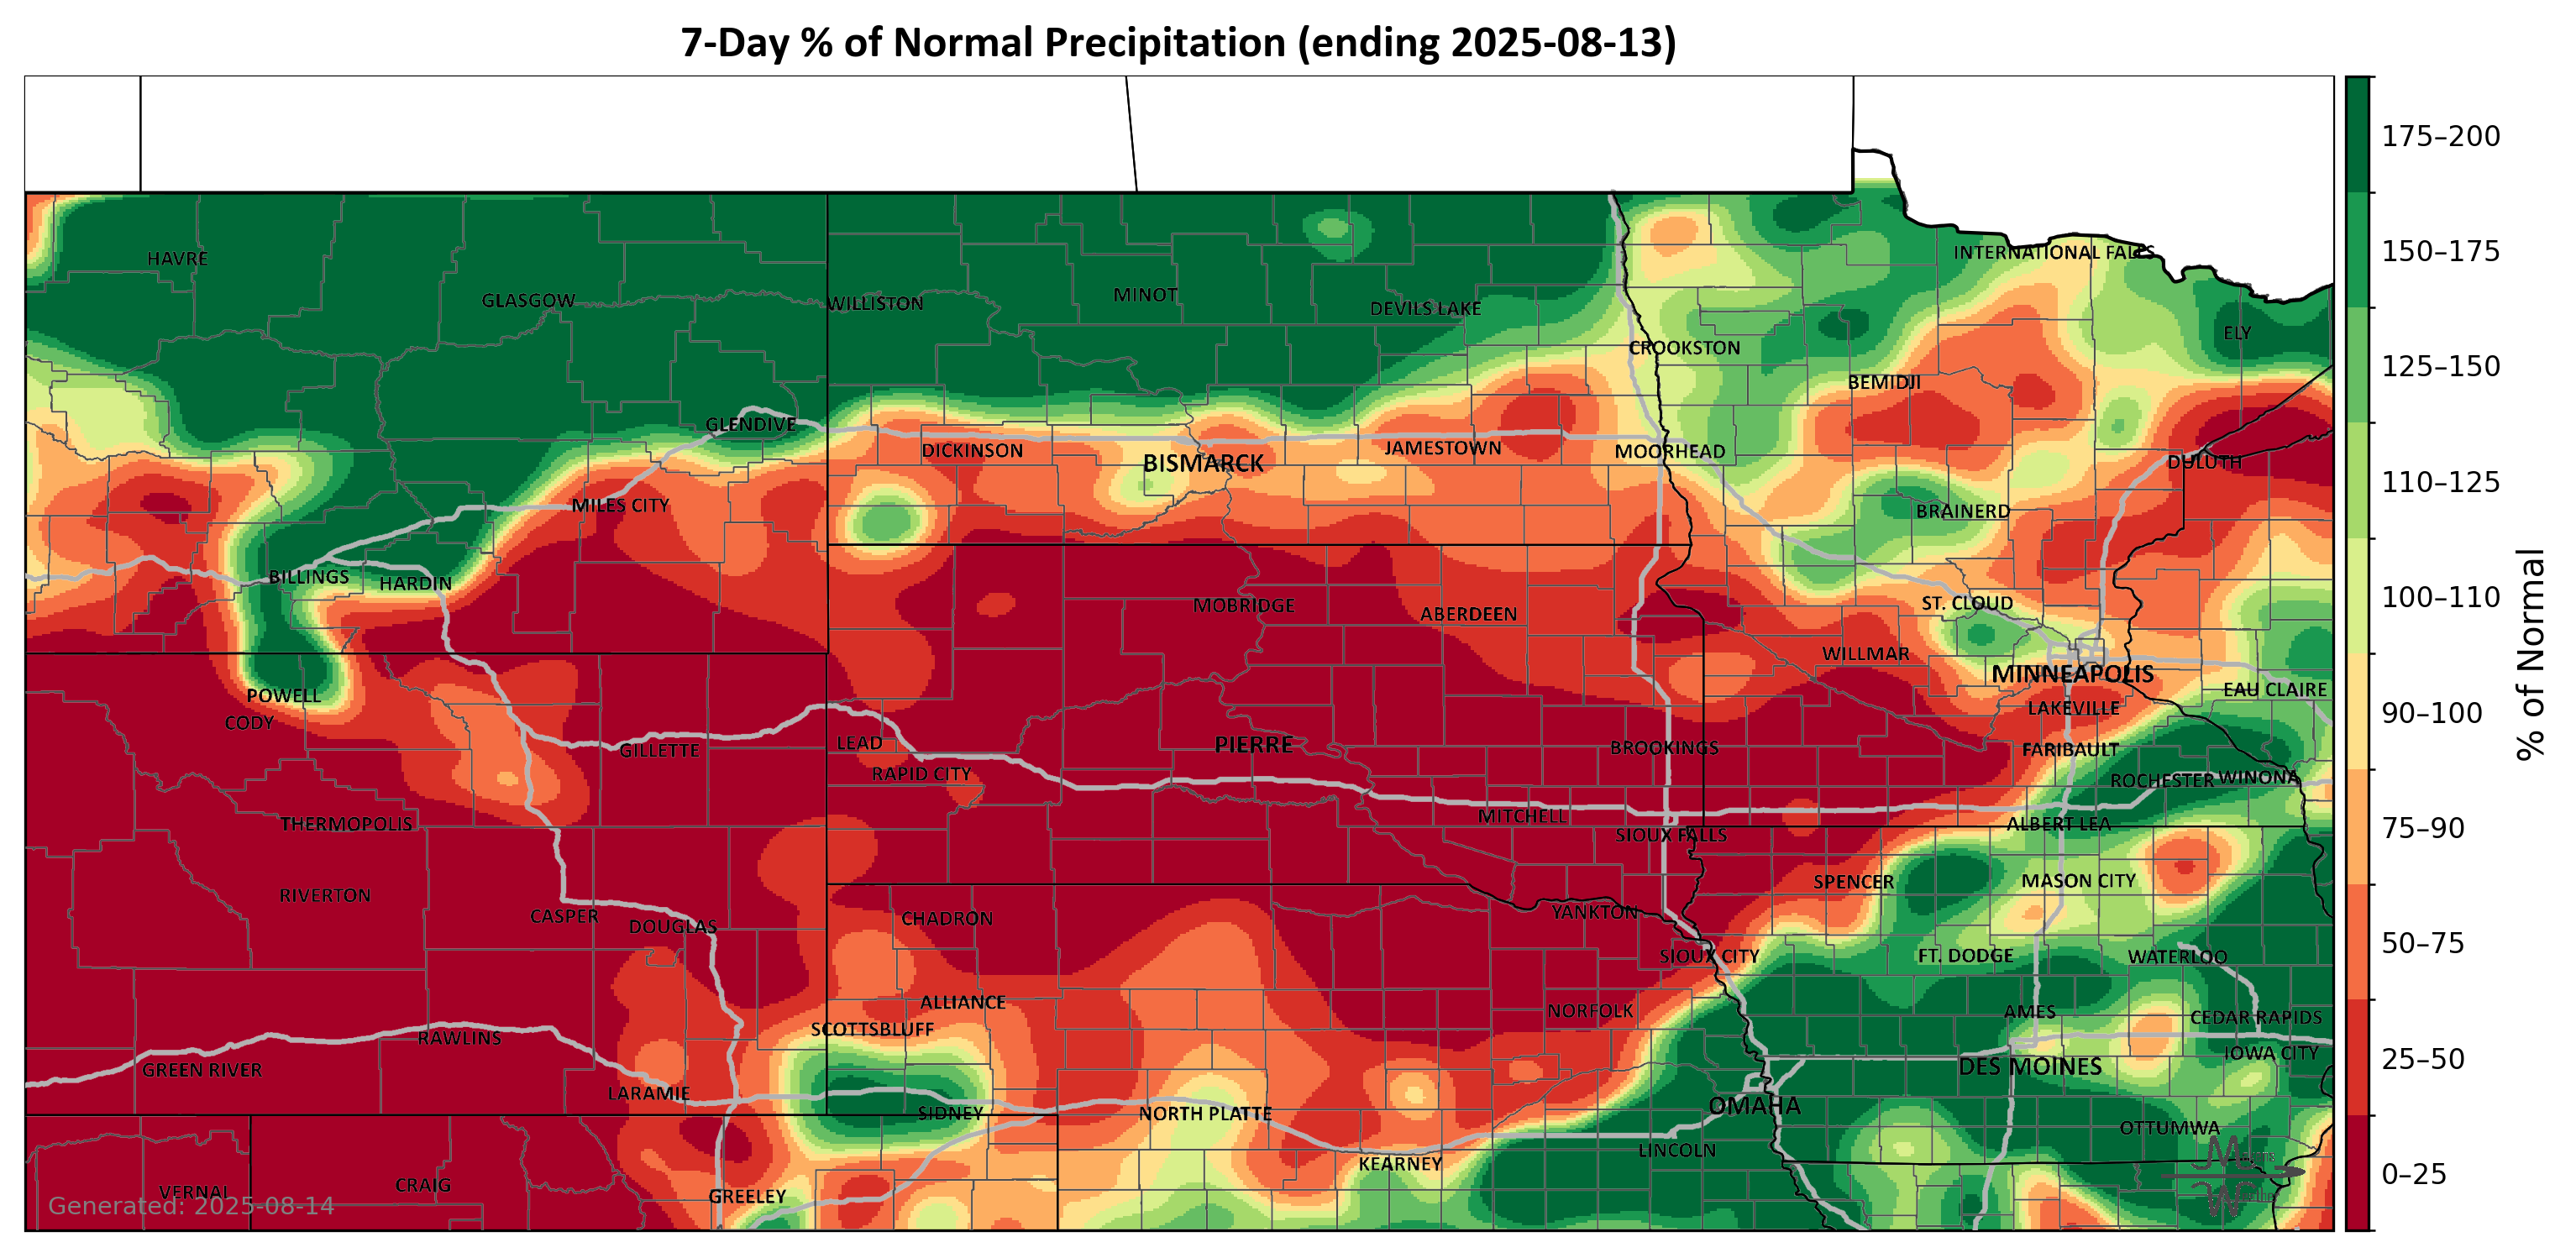 7-Day % of Normal Precipitation (ending 2025-08-13)
175–200
INTERNATIONAL FALLS
150–175
HAVRE
GLASGOW
WILLISTON
MINOT
DEVILS LAKE
ELY
CROOKSTON
125–150
BEMIDJI
GLENDIVE
DICKINSON
BISMARCK
JAMESTOWN
MOORHEAD
DULUTH
110–125
MILES CITY
BRAINERD
BILLINGS
HARDIN
100–110
MOBRIDGE
ABERDEEN
ST. CLOUD
WILLMAR
MINNEAPOLIS
EAU CLAIRE
POWELL
CODY
LAKEVILLE
90–100
% of Normal
GILLETTE
LEAD
PIERRE
BROOKINGS
FARIBAULT
RAPID CITY
ROCHESTER
WINONA
THERMOPOLIS
MITCHELL
SIOUX FALLS
ALBERT LEA
75–90
RIVERTON
SPENCER
MASON CITY
CASPER
DOUGLAS
CHADRON
YANKTON
50–75
SIOUX CITY
FT. DODGE
WATERLOO
ALLIANCE
NORFOLK
AMES
CEDAR RAPIDS
SCOTTSBLUFF
RAWLINS
IOWA CITY
25–50
GREEN RIVER
DES MOINES
LARAMIE
SIDNEY
NORTH PLATTE
OMAHA
OTTUMWA
LINCOLN
KEARNEY
0–25
VERNAL
CRAIG
GREELEY
Generated: 2025-08-14